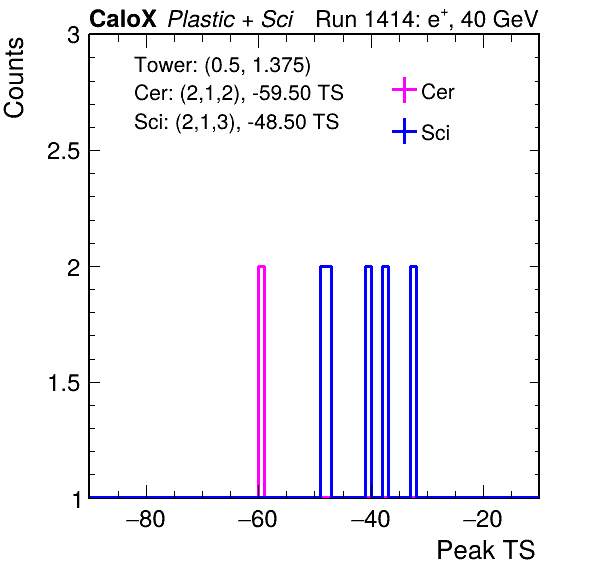 CaloX Plastic + Sci Run 1414: e+, 40 GeV
Counts
3
2.5
2
1.5
1
Tower: (0.5, 1.375)
Cer: (2,1,2), -59.50 TS
Sci: (2,1,3), -48.50 TS
Cer
Sci
−80 −60 −40 −20
Peak TS